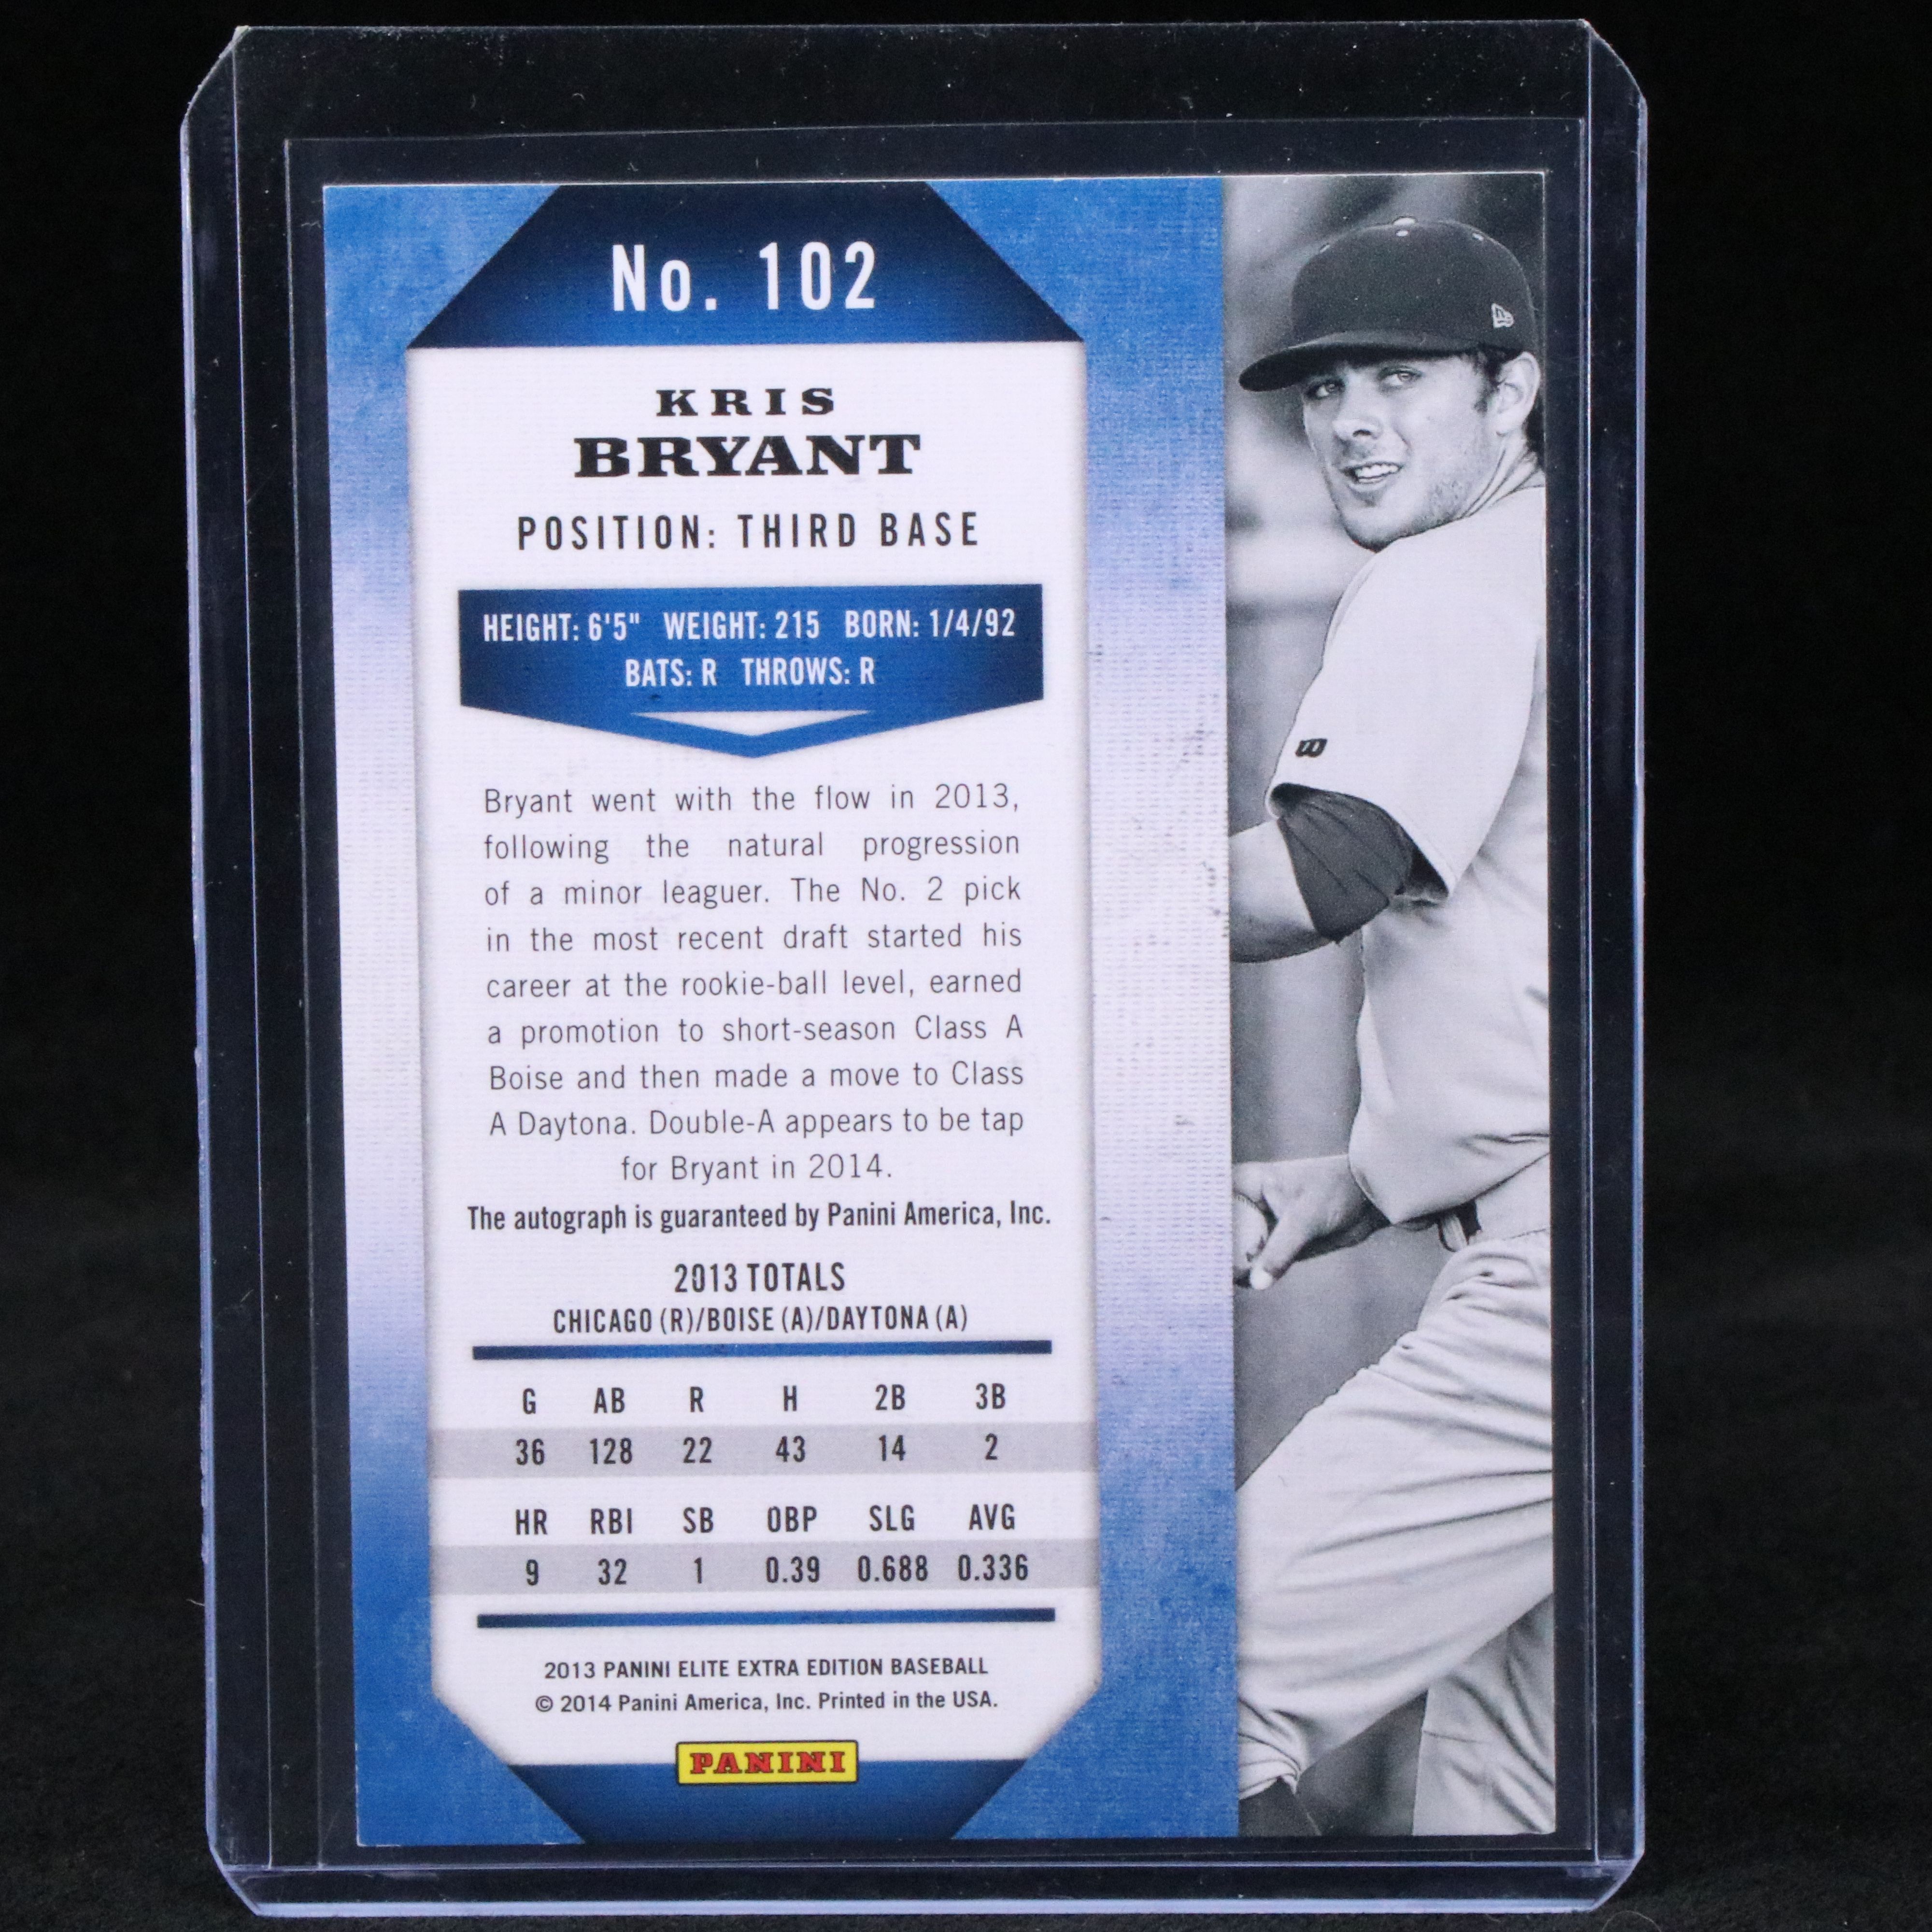 No. 102
KRIS
BRYANT
POSITION: THIRD BASE
HEIGHT: 6'5" WEIGHT: 215 BORN: 1/4/92
BATS: R THROWS: R
Bryant went with the flow in 2013,
following the natural progression
of a minor leaguer. The No. 2 pick
in the most recent draft started his
career at the rookie-ball level, earned
a promotion to short-season Class A
Boise and then made a move to Class
A Daytona. Double-A appears to be tap
for Bryant in 2014.
The autograph is guaranteed by Panini America, Inc.
2013 TOTALS
CHICAGO (R)/BOISE (A)/DAYTONA (A)
G AB R H 2B 3B
36 128 22 43 14 2
HR RBI SB OBP SLG AVG
9 32 1 0.39 0.688 0.336
2013 PANINI ELITE EXTRA EDITION BASEBALL
© 2014 Panini America, Inc. Printed in the USA.
PANINI